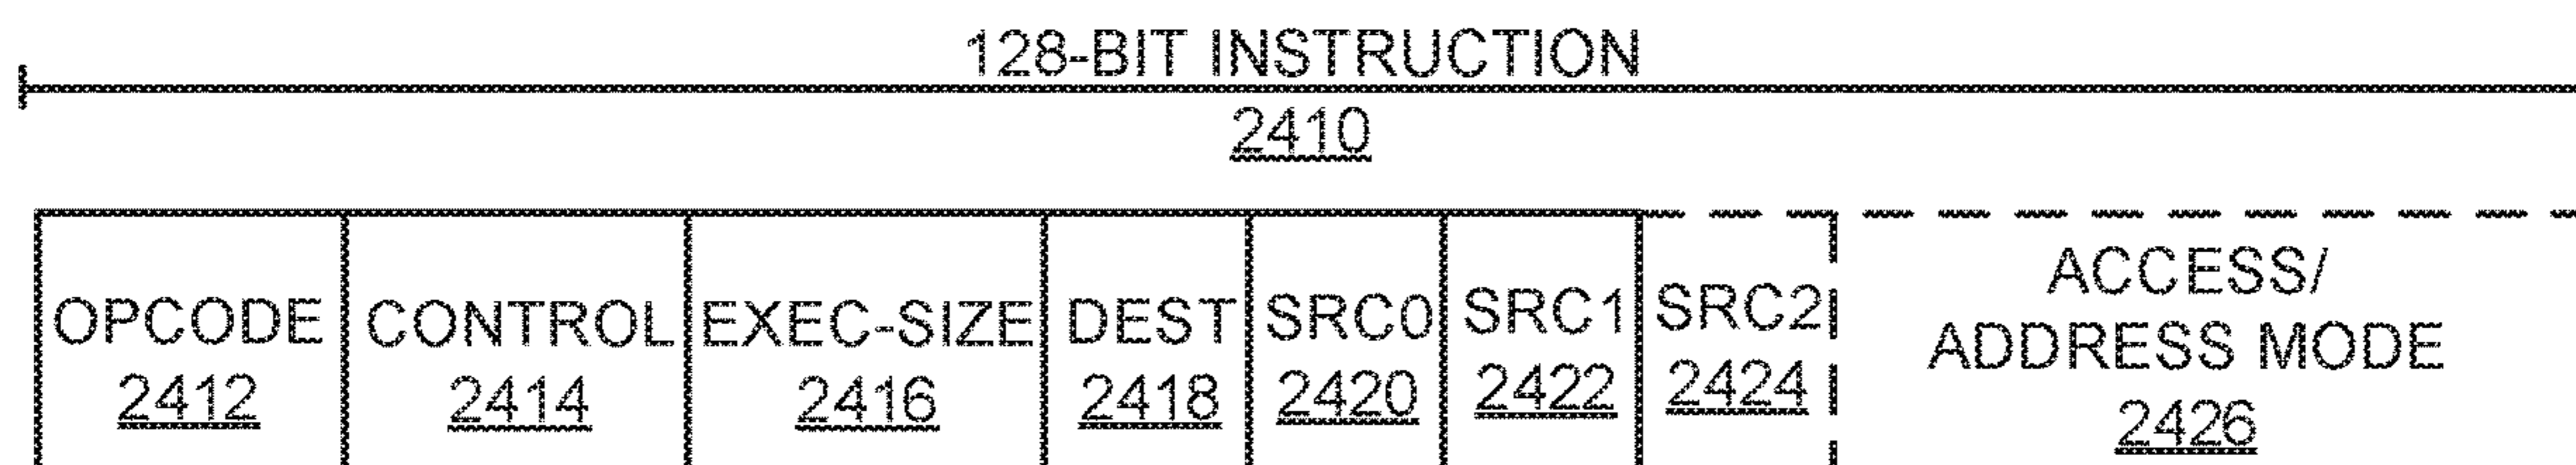 128-BIT INSTRUCTION
2410
OPCODE CONTROL EXEC-SIZE DEST SRC0 SRC1 SRC2 ACCESS/
ADDRESS MODE
2412 2414 2416 2418 2420 2422 2424 2426